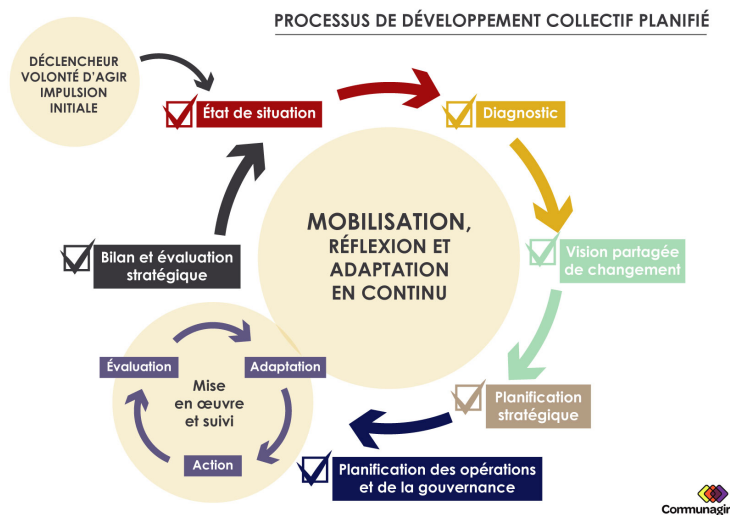 PROCESSUS DE DÉVELOPPEMENT COLLECTIF PLANIFIÉ
DÉCLENCHEUR
VOLONTÉ D'AGIR
IMPULSION
INITIALE
État de situation
Diagnostic
Vision partagée
de changement
Planification
stratégique
Planification des opérations
et de la gouvernance
Mise
en œuvre
et suivi
Évaluation
Adaptation
Action
Bilan et évaluation
stratégique
MOBILISATION,
RÉFLEXION ET
ADAPTATION
EN CONTINU
Communagir